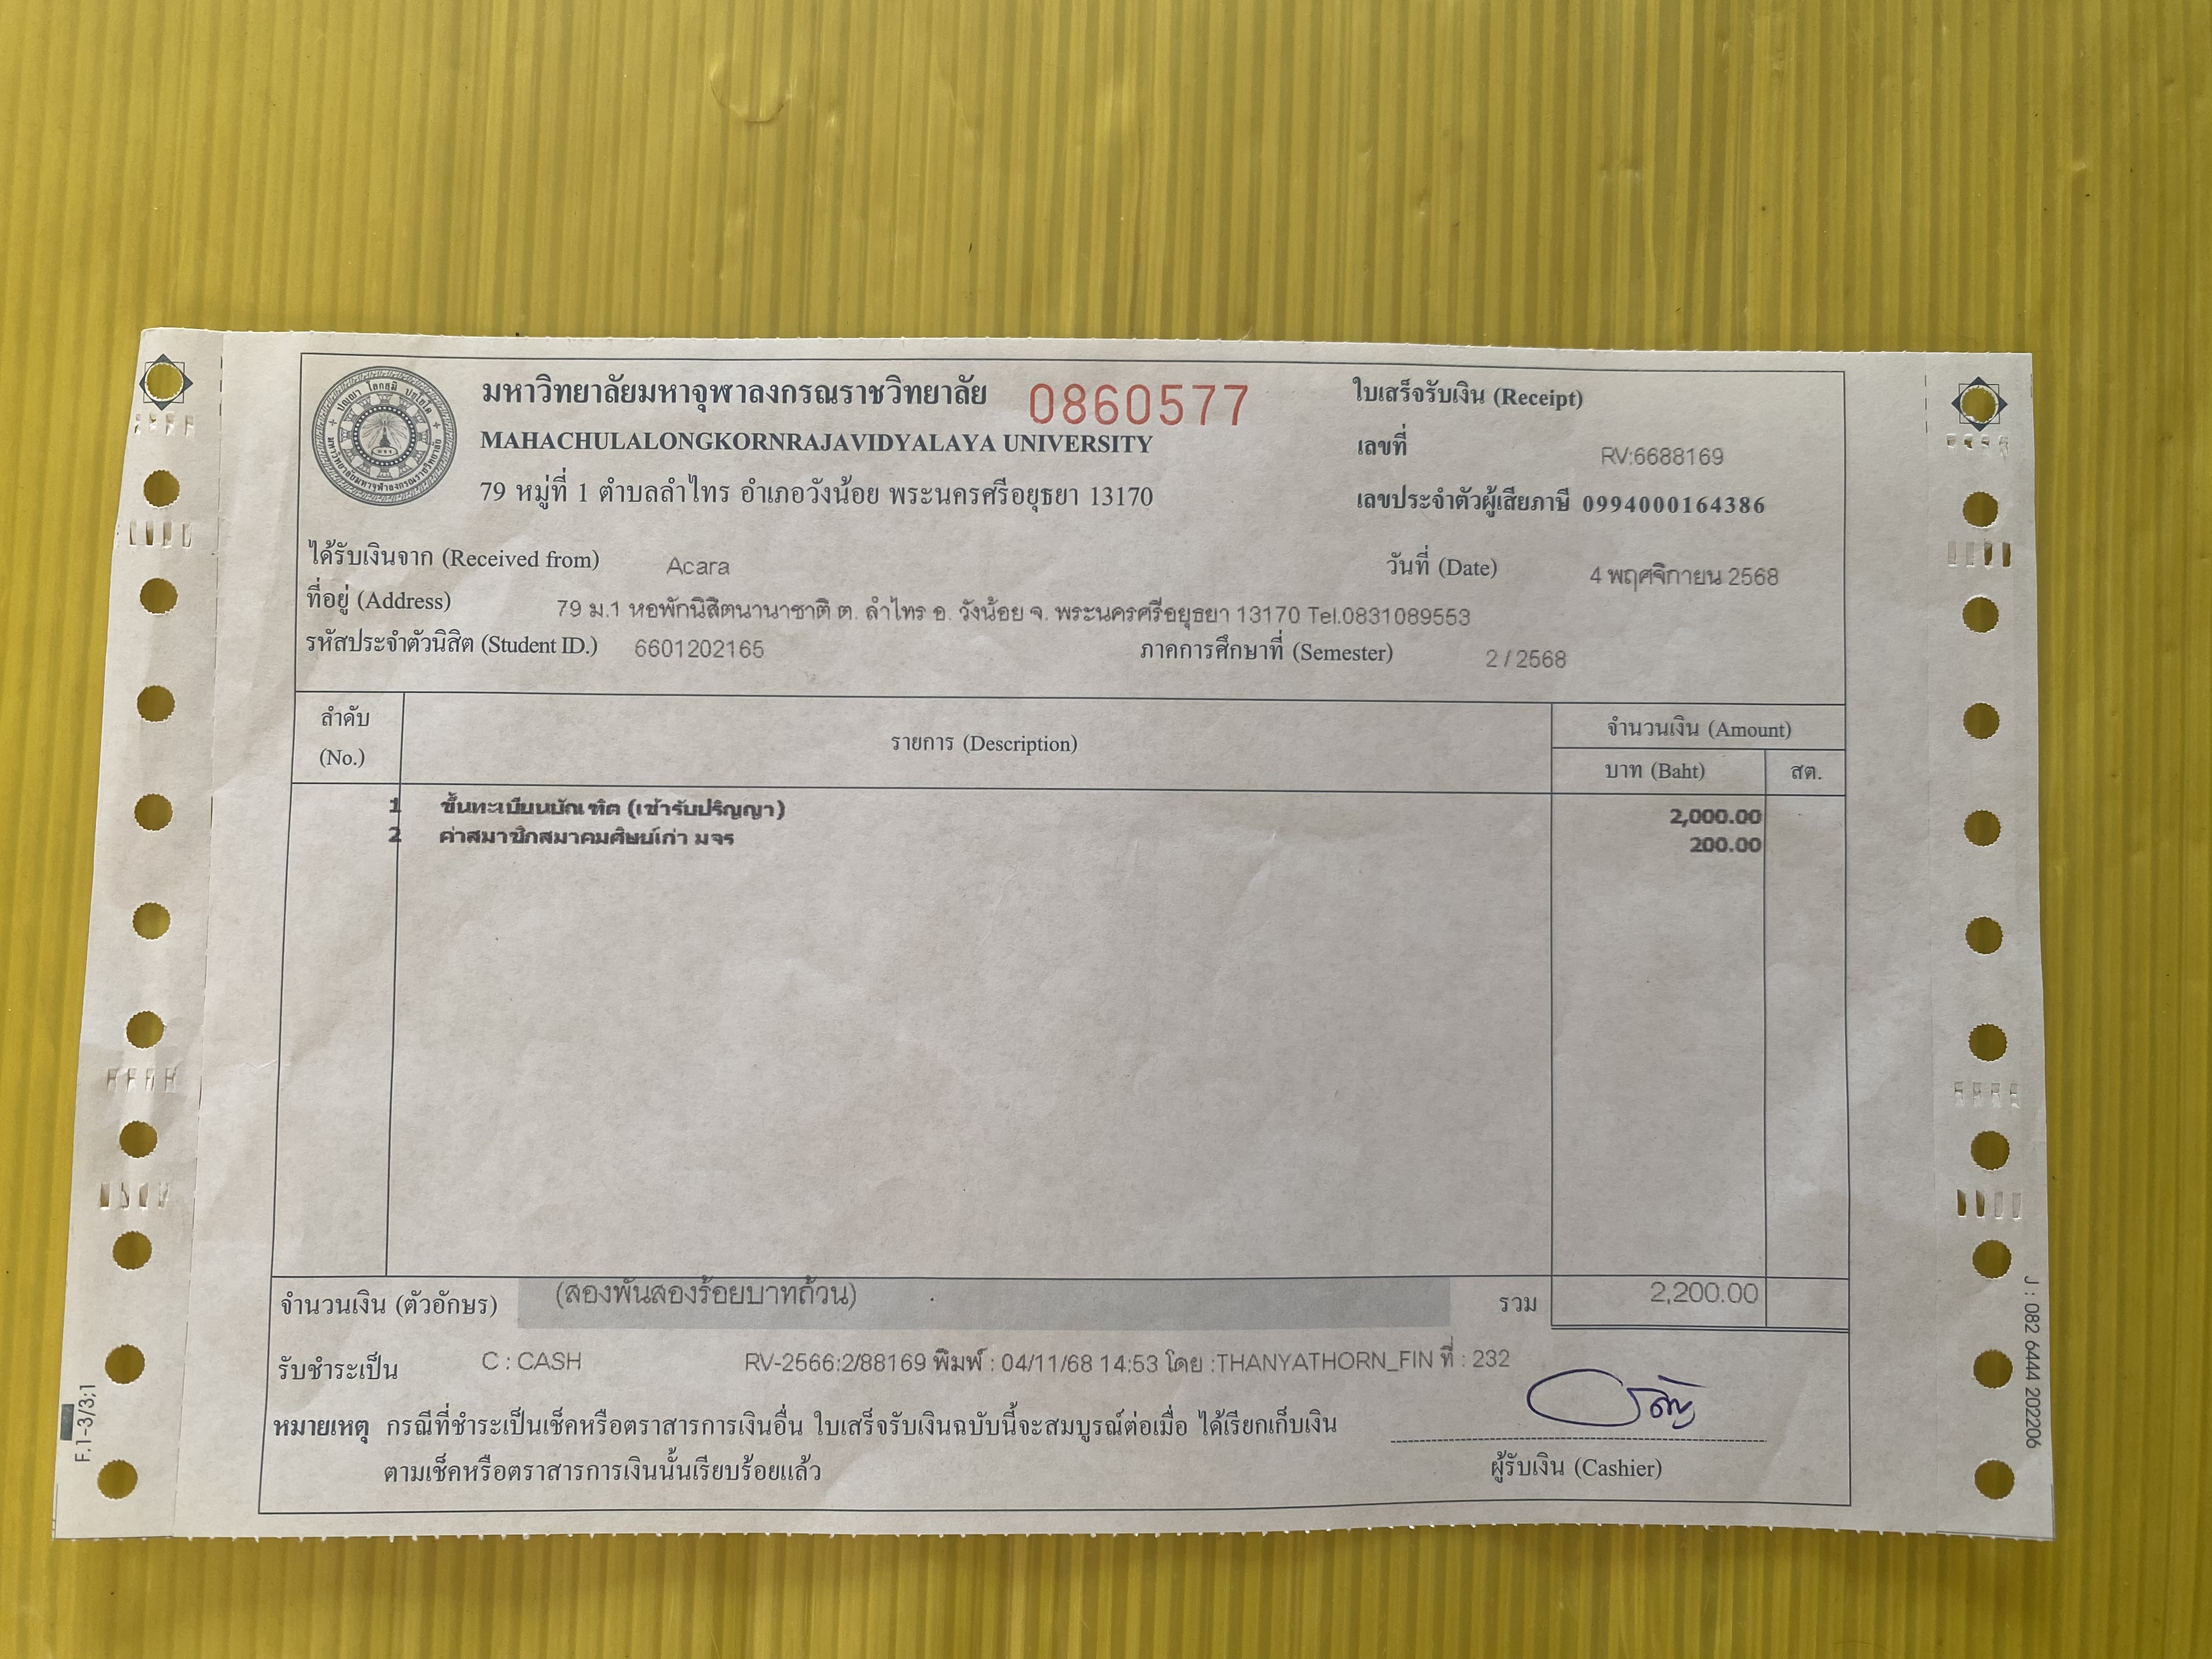 มหาวิทยาลัยมหาจุฬาลงกรณราชวิทยาลัย 0860577 ใบเสร็จรับเงิน (Receipt)
MAHACHULALONGKORNRAJAVIDYALAYA UNIVERSITY เลขที่ RV:6688169
79 หมู่ที่ 1 ตำบลลำไทร อำเภอวังน้อย พระนครศรีอยุธยา 13170 เลขประจำตัวผู้เสียภาษี 0994000164386
ได้รับเงินจาก (Received from) Acara วันที่ (Date) 4 พฤศจิกายน 2568
ที่อยู่ (Address) 79 ม.1 หอพักนิสิตนานาชาติ ต. ลำไทร อ. วังน้อย จ. พระนครศรีอยุธยา 13170 Tel.0831089553
รหัสประจำตัวนิสิต (Student ID.) 6601202165 ภาคการศึกษาที่ (Semester) 2 / 2568
ลำดับ (No.) รายการ (Description) จำนวนเงิน (Amount)
บาท (Baht) สต.
1 ขึ้นทะเบียนบัณฑิต (เข้ารับปริญญา) 2,000.00
2 ค่าสมาชิกสมาคมศิษย์เก่า มจร 200.00
จำนวนเงิน (ตัวอักษร) (สองพันสองร้อยบาทถ้วน) รวม 2,200.00
รับชำระเป็น C : CASH RV-2566:2/88169 พิมพ์ : 04/11/68 14:53 โดย :THANYATHORN_FIN ที่ : 232
หมายเหตุ กรณีที่ชำระเป็นเช็คหรือตราสารการเงินอื่น ใบเสร็จรับเงินฉบับนี้จะสมบูรณ์ต่อเมื่อ ได้เรียกเก็บเงิน
ตามเช็คหรือตราสารการเงินนั้นเรียบร้อยแล้ว
ผู้รับเงิน (Cashier)
F.1-3/3;1
J : 082 6444 202206